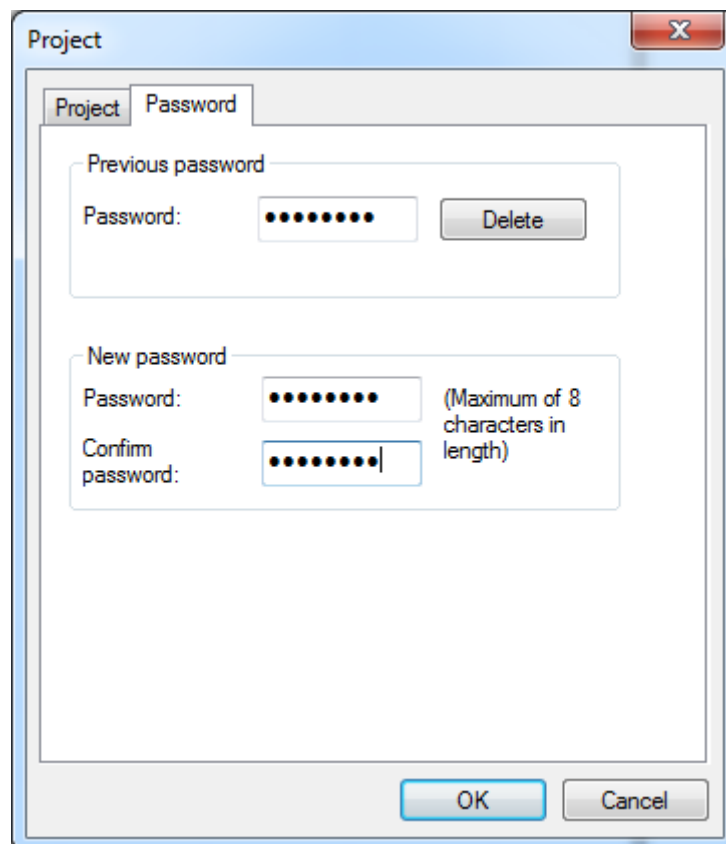 Project
Project
Password
Previous password
Password:
••••••••
Delete
New password
Password:
••••••••
(Maximum of 8
characters in
length)
Confirm
password:
••••••••
OK
Cancel